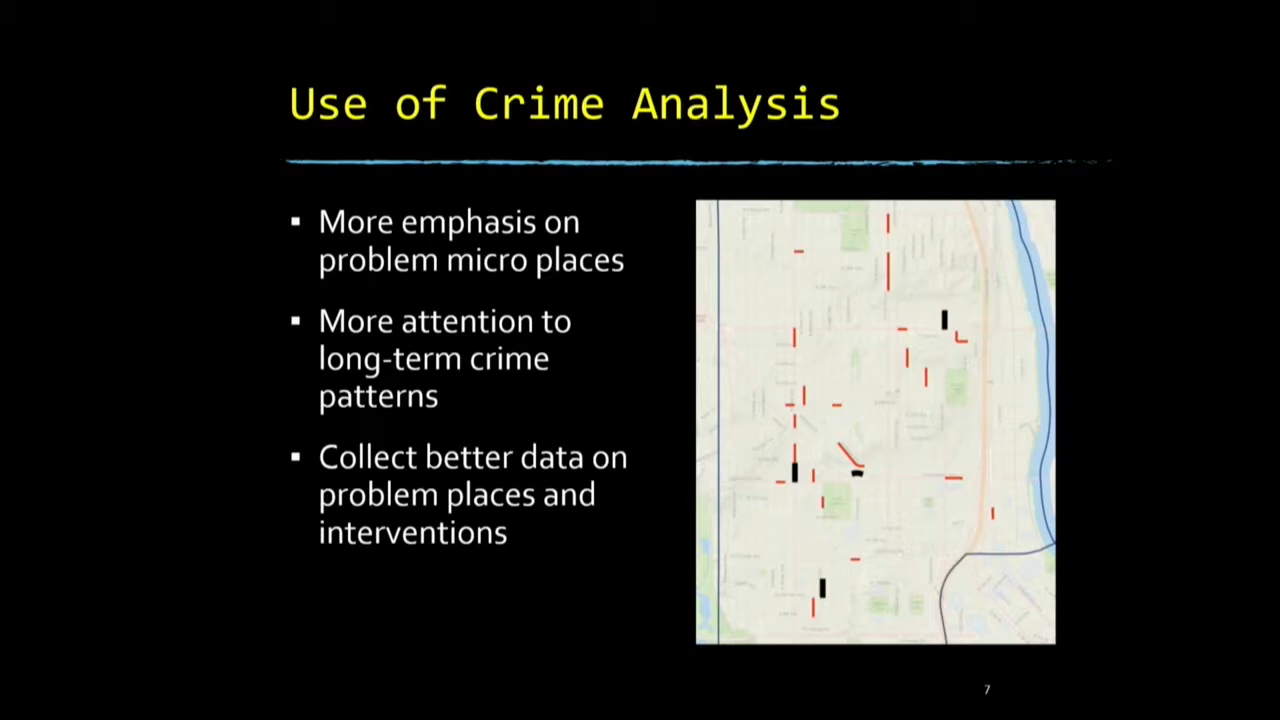 Use of Crime Analysis
▪ More emphasis on
problem micro places
▪ More attention to
long-term crime
patterns
▪ Collect better data on
problem places and
interventions
7